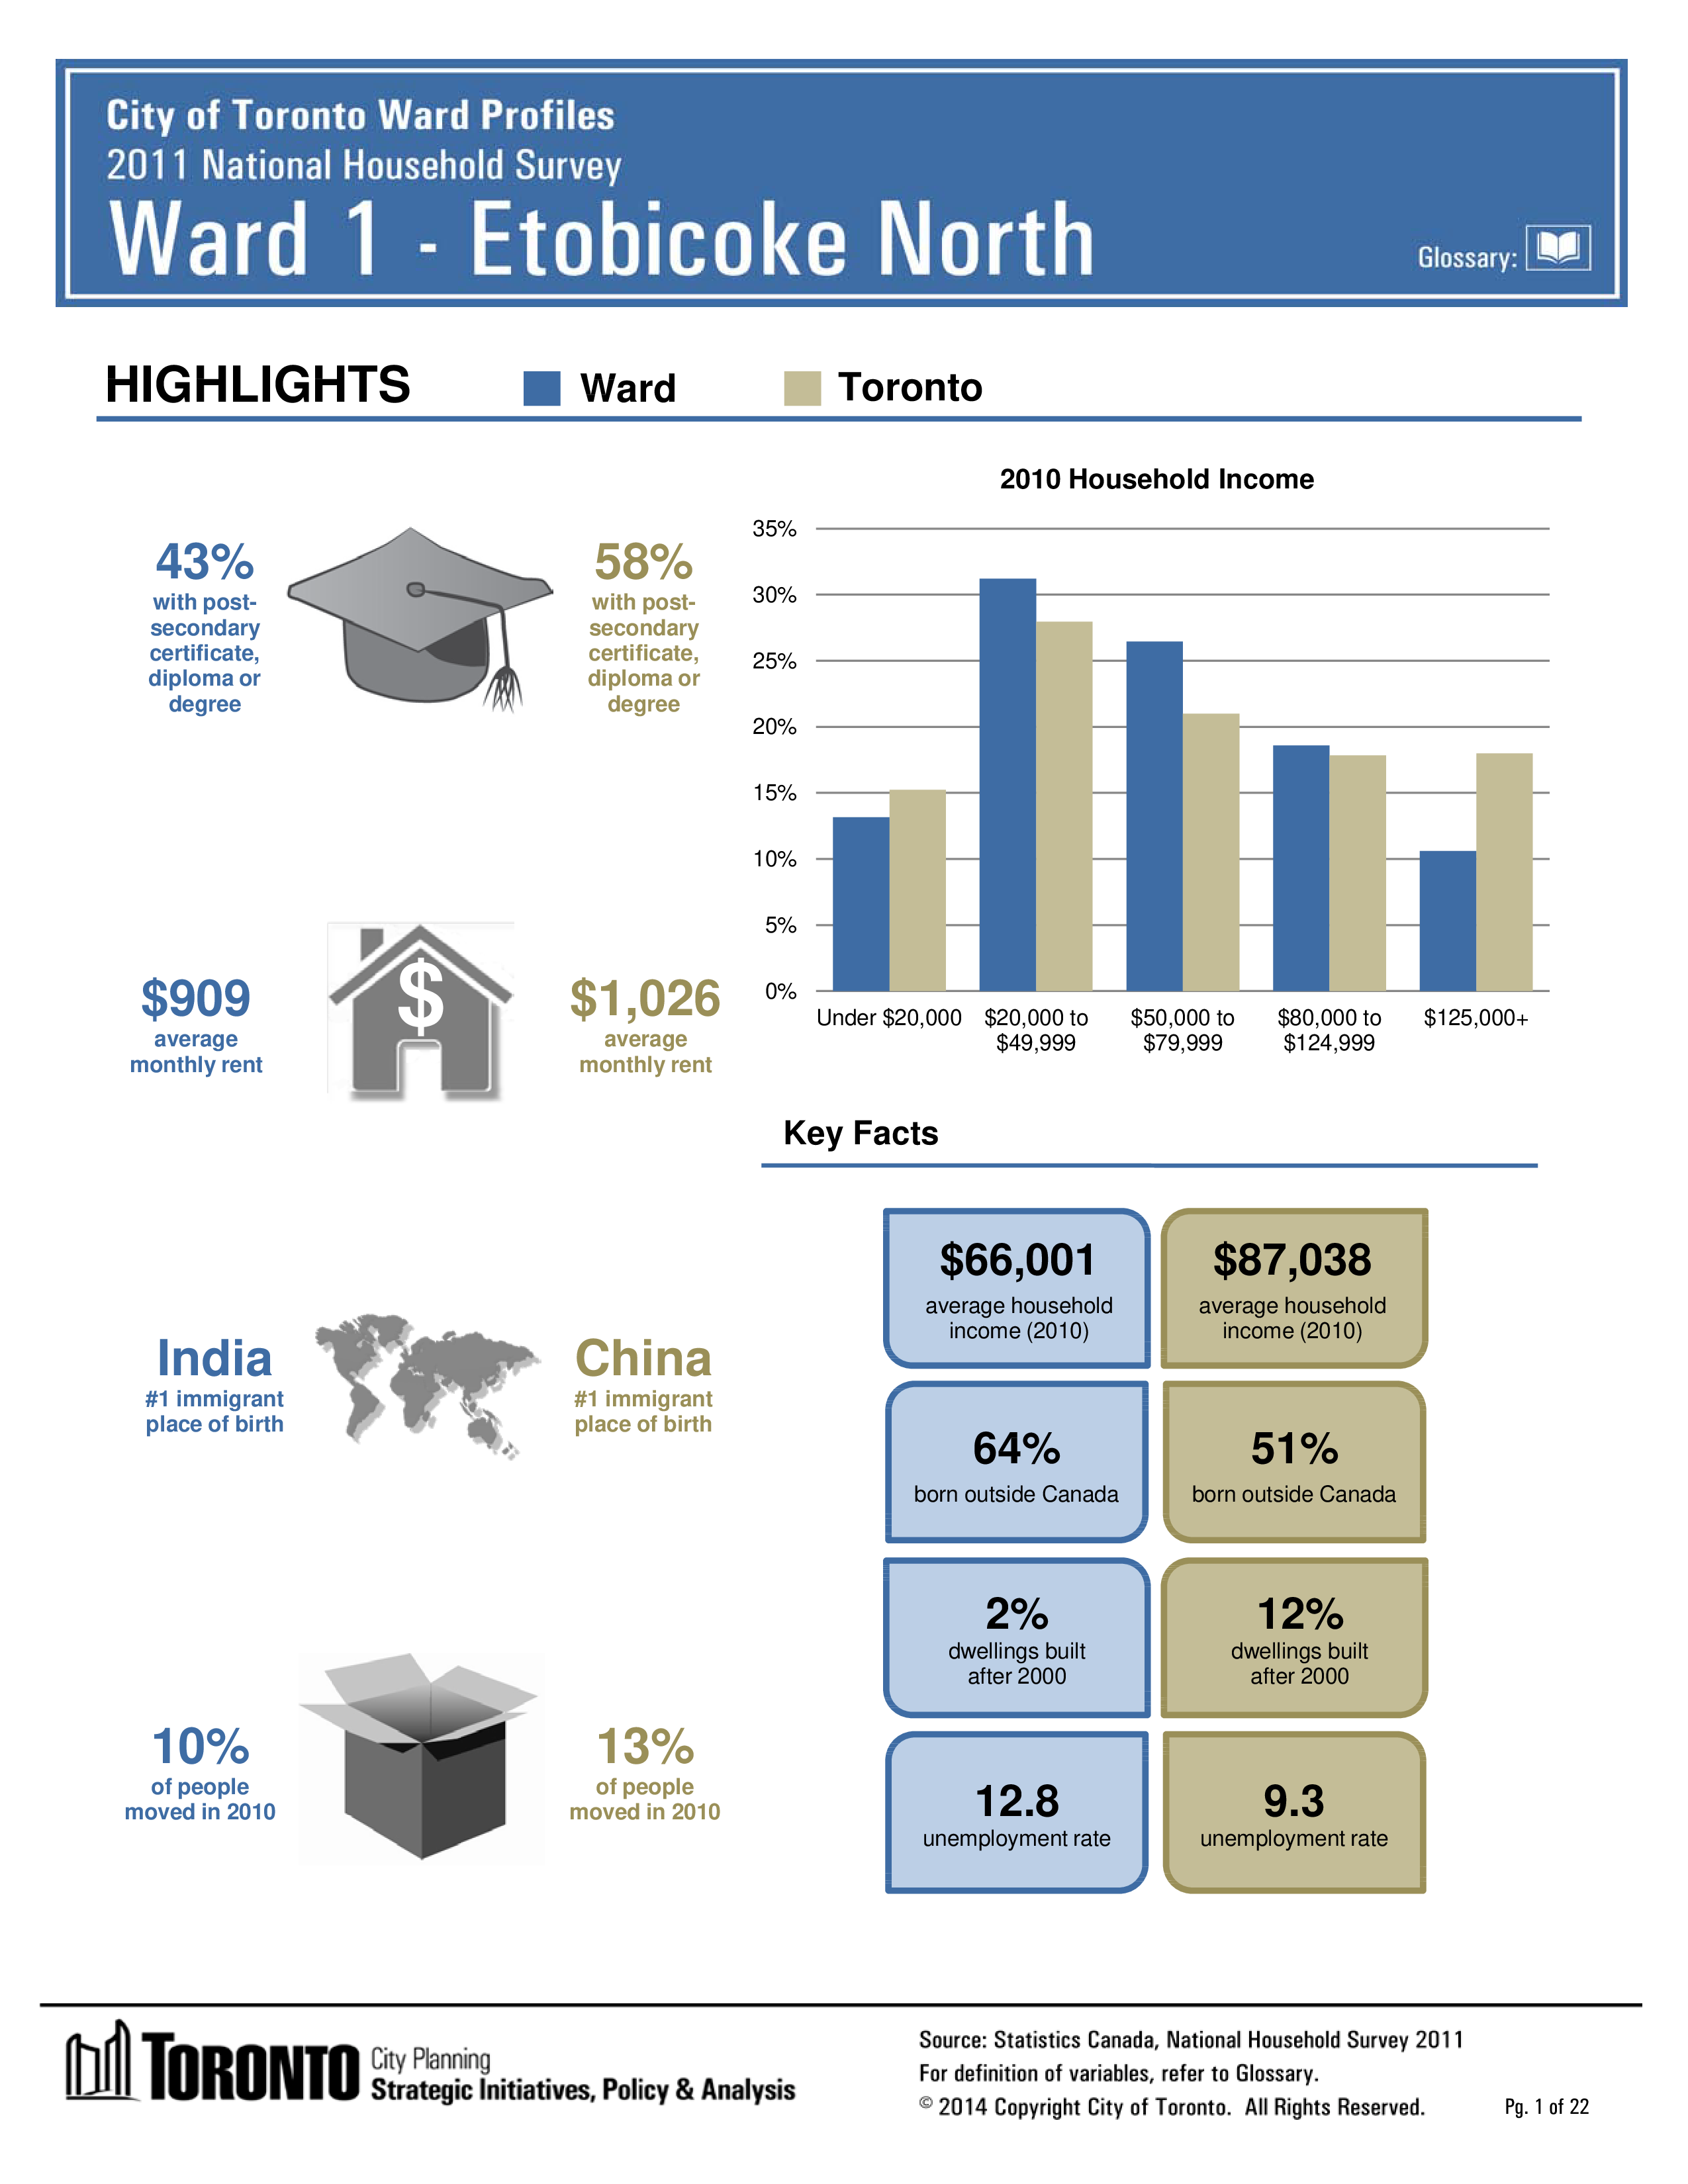 City of Toronto Ward Profiles
2011 National Household Survey
Ward 1 - Etobicoke North
Glossary:
HIGHLIGHTS
Ward
Toronto
43%
with post-
secondary
certificate,
diploma or
degree
58%
with post-
secondary
certificate,
diploma or
degree
$909
average
monthly rent
$
$1,026
average
monthly rent
India
#1 immigrant
place of birth
China
#1 immigrant
place of birth
10%
of people
moved in 2010
13%
of people
moved in 2010
2010 Household Income
35%
30%
25%
20%
15%
10%
5%
0%
Under $20,000
$20,000 to
$49,999
$50,000 to
$79,999
$80,000 to
$124,999
$125,000+
Key Facts
$66,001
average household
income (2010)
$87,038
average household
income (2010)
64%
born outside Canada
51%
born outside Canada
2%
dwellings built
after 2000
12%
dwellings built
after 2000
12.8
unemployment rate
9.3
unemployment rate
TORONTO
City Planning
Strategic Initiatives, Policy & Analysis
Source: Statistics Canada, National Household Survey 2011
For definition of variables, refer to Glossary.
© 2014 Copyright City of Toronto. All Rights Reserved.
Pg. 1 of 22